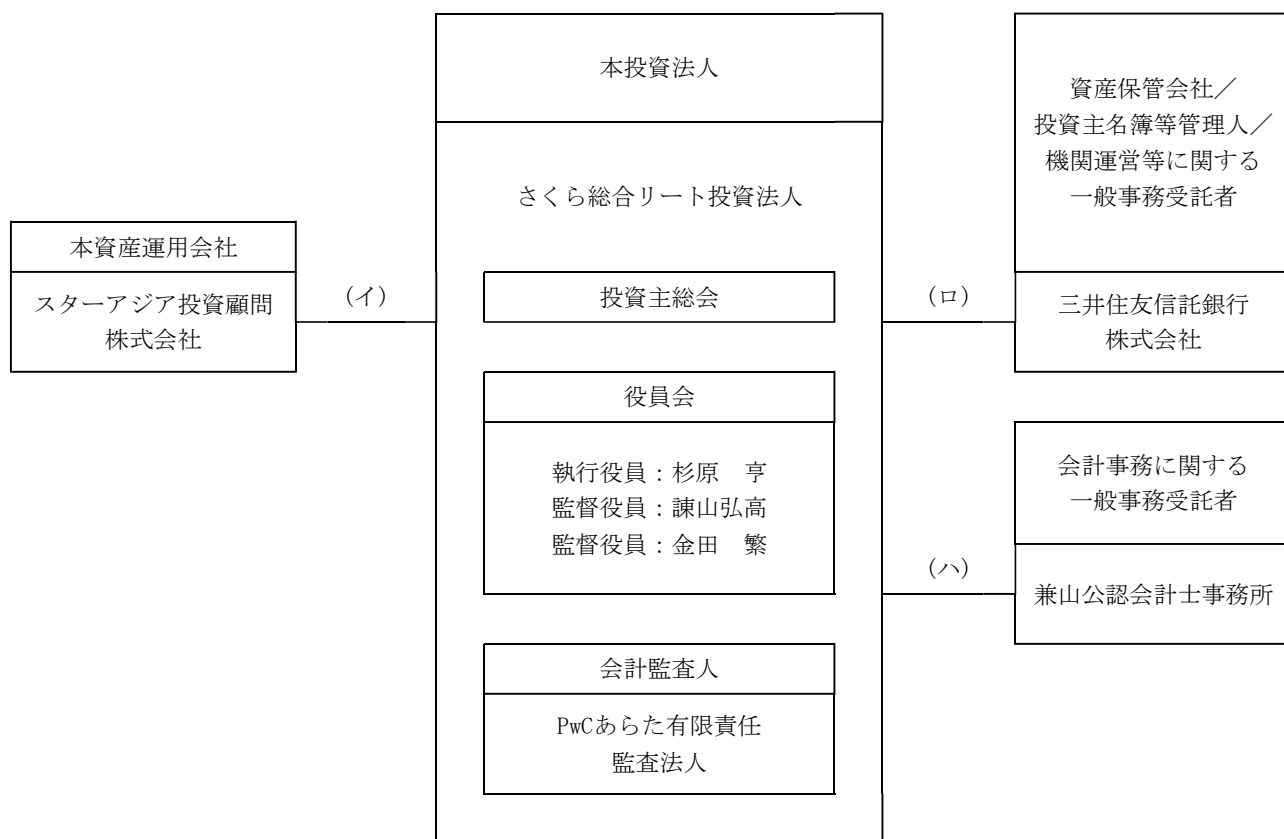 本投資法人
さくら総合リート投資法人
本資産運用会社
スターアジア投資顧問
株式会社
(イ)
投資主総会
役員会
執行役員：杉原　亨
監督役員：諫山弘高
監督役員：金田　繁
会計監査人
PwCあらた有限責任
監査法人
(ロ)
資産保管会社／
投資主名簿等管理人／
機関運営等に関する
一般事務受託者
三井住友信託銀行
株式会社
(ハ)
会計事務に関する
一般事務受託者
兼山公認会計士事務所